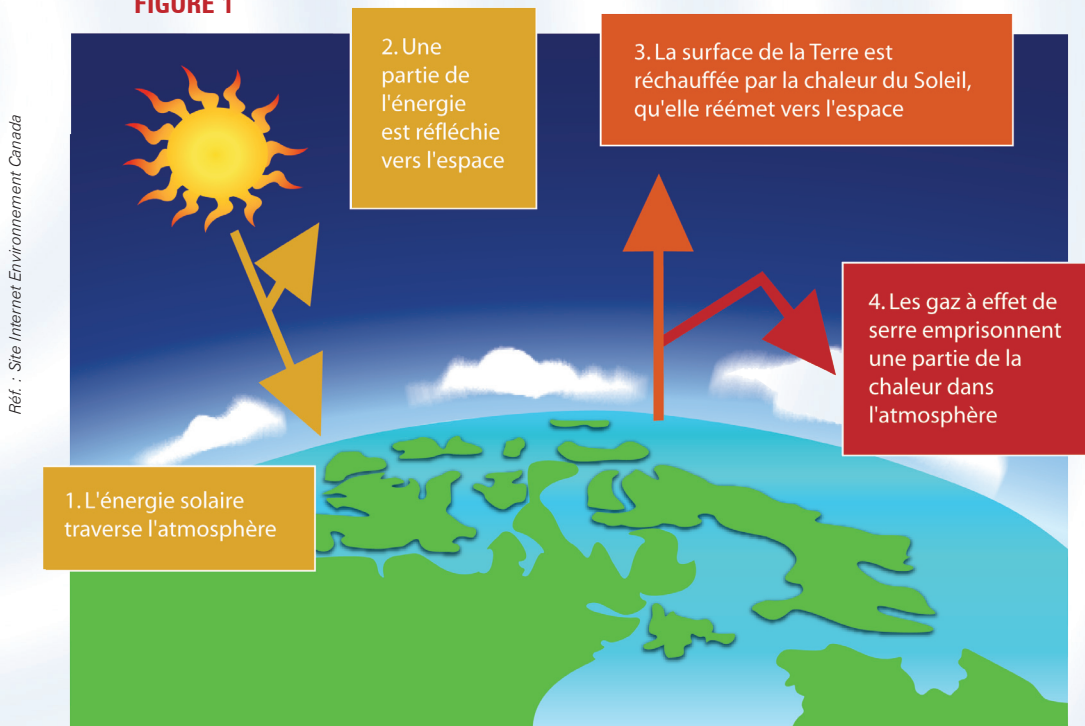 FIGURE 1
Réf. : Site Internet Environnement Canada
2. Une
partie de
l'énergie
est réfléchie
vers l'espace
3. La surface de la Terre est
réchauffée par la chaleur du Soleil,
qu'elle réémet vers l'espace
4. Les gaz à effet de
serre emprisonnent
une partie de la
chaleur dans
l'atmosphère
1. L'énergie solaire
traverse l'atmosphère